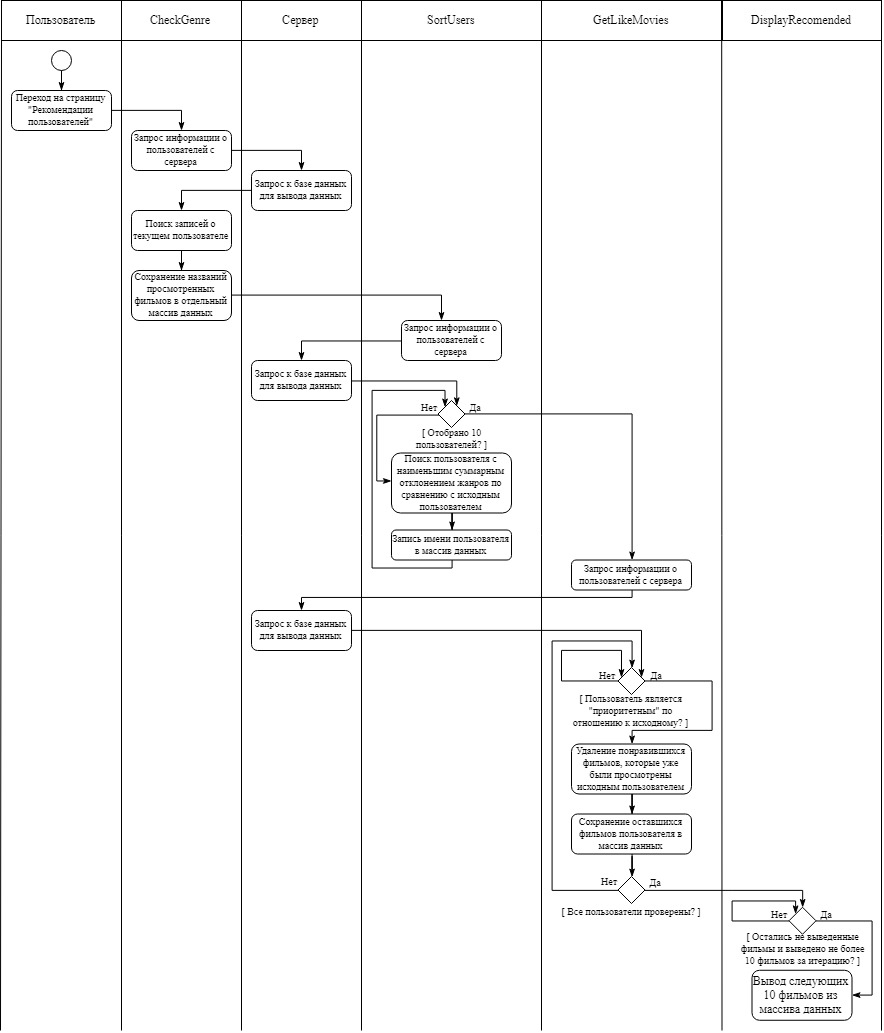 Пользователь
CheckGenre
Сервер
SortUsers
GetLikeMovies
DisplayRecomended
Переход на страницу
"Рекомендации
пользователей"
Запрос информации о
пользователей с
сервера
Запрос к базе данных
для вывода данных
Поиск записей о
текущем пользователе
Сохранение названий
просмотренных
фильмов в отдельный
массив данных
Запрос информации о
пользователей с
сервера
Запрос к базе данных
для вывода данных
Нет
Да
[ Отобрано 10
пользователей? ]
Поиск пользователя с
наименьшим суммарным
отклонением жанров по
сравнению с исходным
пользователем
Запись имени пользователя
в массив данных
Запрос информации о
пользователей с сервера
Запрос к базе данных
для вывода данных
Нет
Да
[ Пользователь является
"приоритетным" по
отношению к исходному? ]
Удаление понравившихся
фильмов, которые уже
были просмотрены
исходным пользователем
Сохранение оставшихся
фильмов пользователя в
массив данных
Нет
Да
[ Все пользователи проверены? ]
Нет
Да
[ Остались не выведенные
фильмы и выведено не более
10 фильмов за итерацию? ]
Вывод следующих
10 фильмов из
массива данных